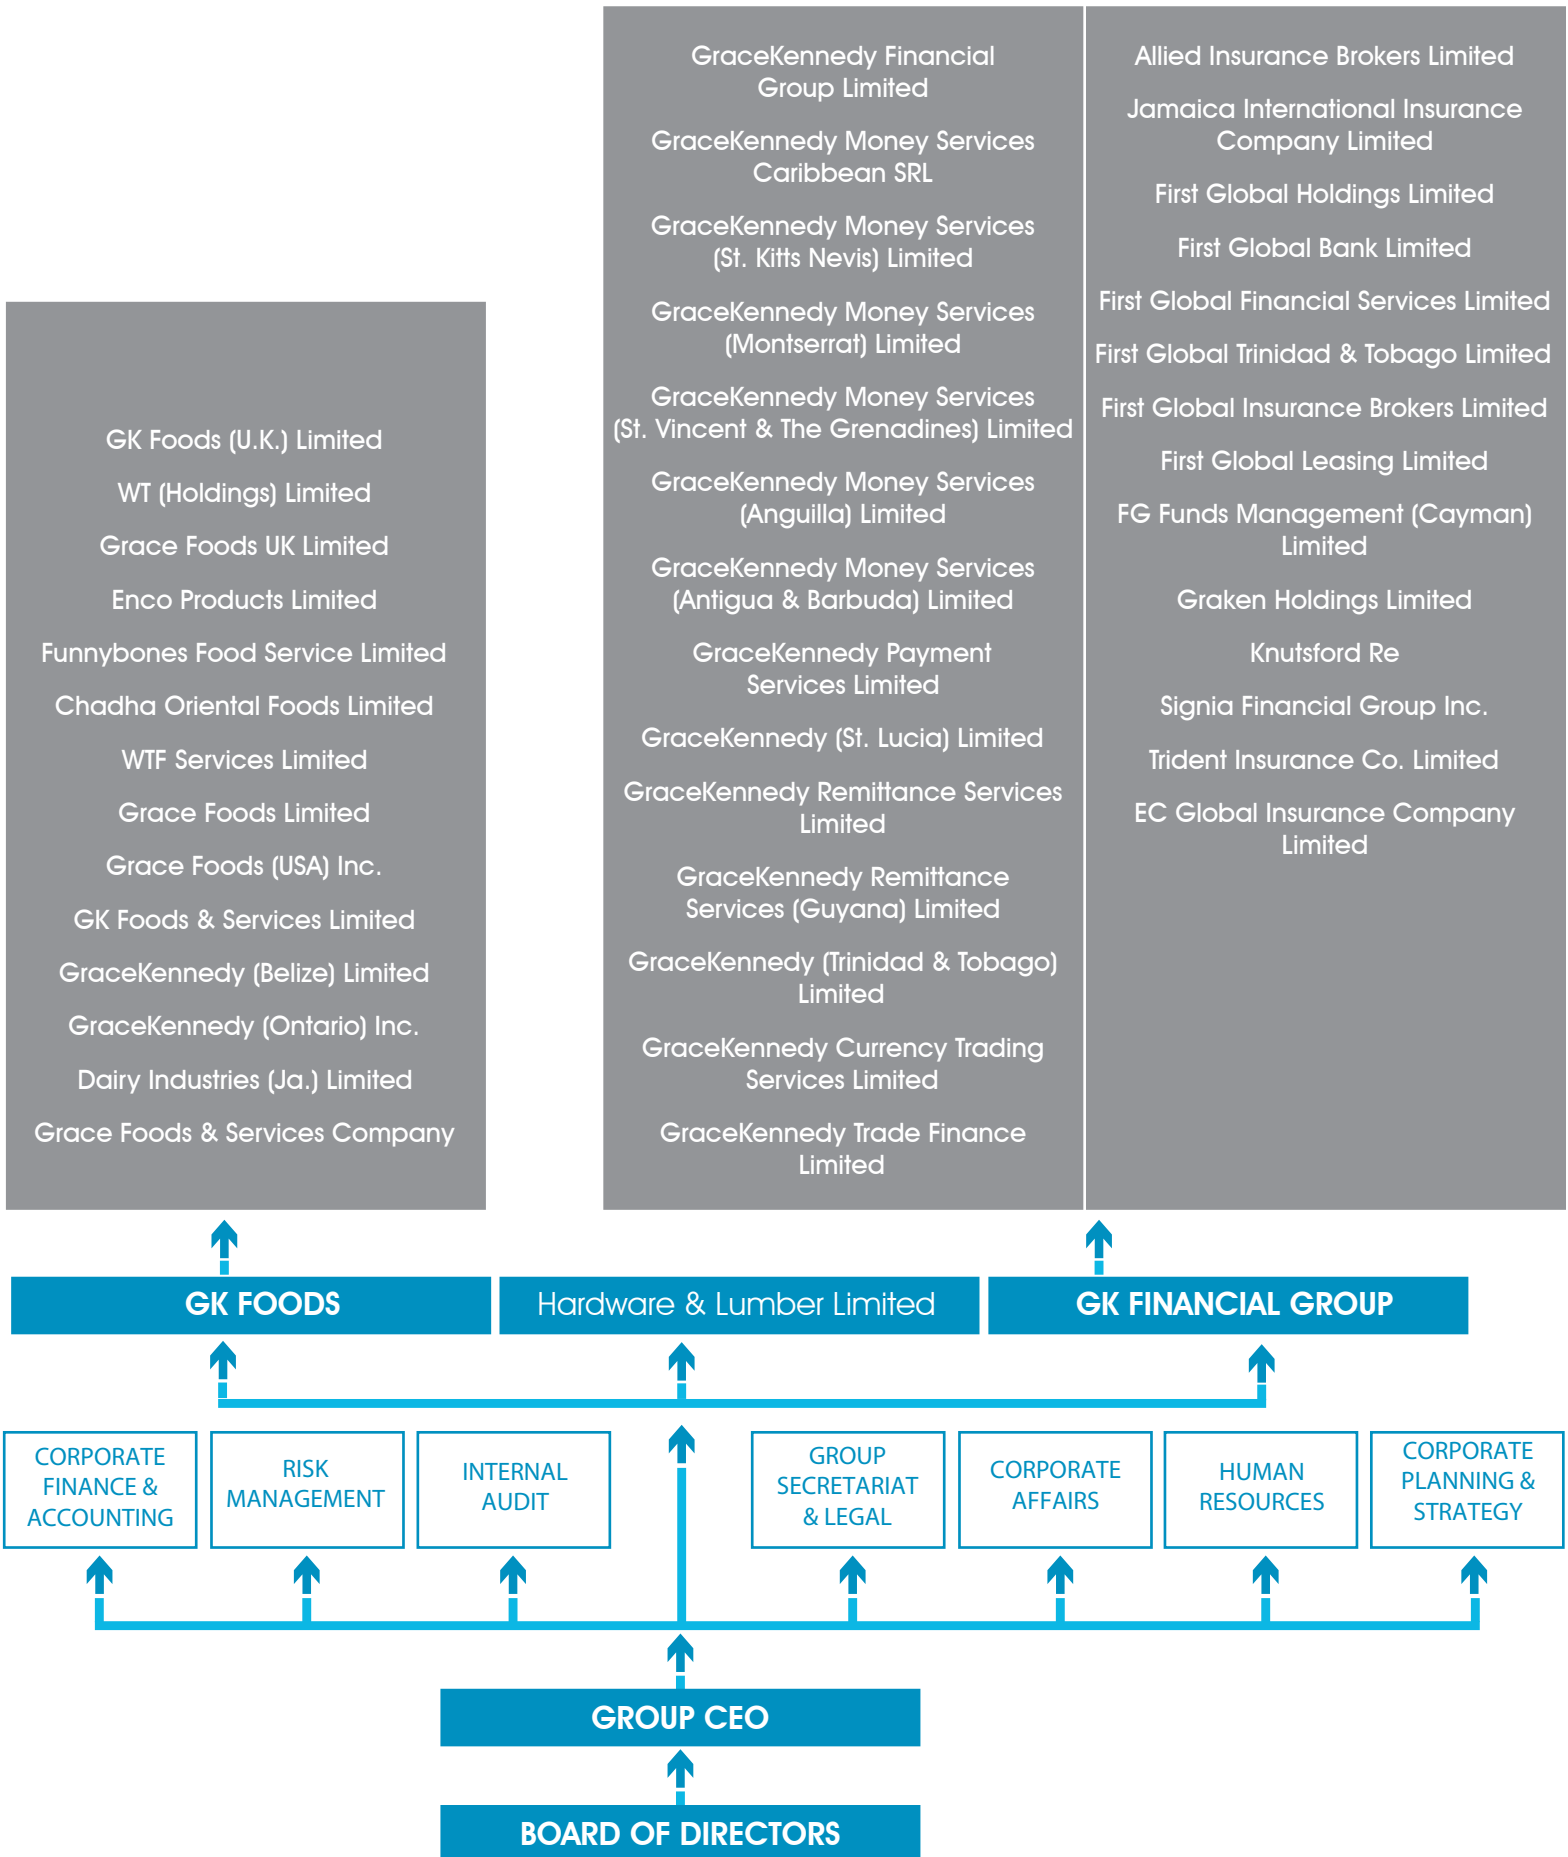 GraceKennedy Financial
Group Limited
GraceKennedy Money Services
Caribbean SRL
GraceKennedy Money Services
(St. Kitts Nevis) Limited
GraceKennedy Money Services
(Montserrat) Limited
GraceKennedy Money Services
(St. Vincent & The Grenadines) Limited
GraceKennedy Money Services
(Anguilla) Limited
GraceKennedy Money Services
(Antigua & Barbuda) Limited
GraceKennedy Payment
Services Limited
GraceKennedy (St. Lucia) Limited
GraceKennedy Remittance Services
Limited
GraceKennedy Remittance
Services (Guyana) Limited
GraceKennedy (Trinidad & Tobago)
Limited
GraceKennedy Currency Trading
Services Limited
GraceKennedy Trade Finance
Limited
Allied Insurance Brokers Limited
Jamaica International Insurance
Company Limited
First Global Holdings Limited
First Global Bank Limited
First Global Financial Services Limited
First Global Trinidad & Tobago Limited
First Global Insurance Brokers Limited
First Global Leasing Limited
FG Funds Management (Cayman)
Limited
Graken Holdings Limited
Knutsford Re
Signia Financial Group Inc.
Trident Insurance Co. Limited
EC Global Insurance Company
Limited
GK Foods (U.K.) Limited
WT (Holdings) Limited
Grace Foods UK Limited
Enco Products Limited
Funnybones Food Service Limited
Chadha Oriental Foods Limited
WTF Services Limited
Grace Foods Limited
Grace Foods (USA) Inc.
GK Foods & Services Limited
GraceKennedy (Belize) Limited
GraceKennedy (Ontario) Inc.
Dairy Industries (Ja.) Limited
Grace Foods & Services Company
GK FOODS
Hardware & Lumber Limited
GK FINANCIAL GROUP
CORPORATE
FINANCE &
ACCOUNTING
RISK
MANAGEMENT
INTERNAL
AUDIT
GROUP
SECRETARIAT
& LEGAL
CORPORATE
AFFAIRS
HUMAN
RESOURCES
CORPORATE
PLANNING &
STRATEGY
GROUP CEO
BOARD OF DIRECTORS